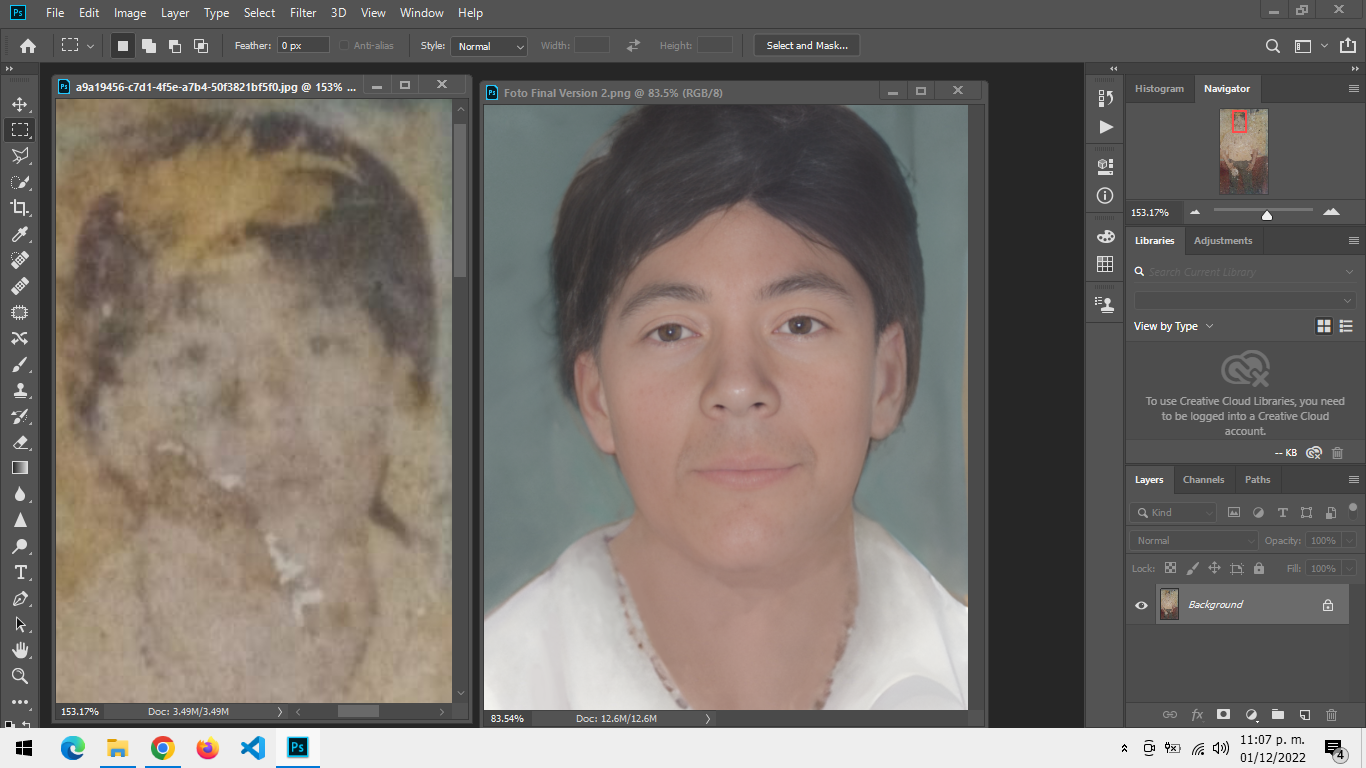 Ps File Edit Image Layer Type Select Filter 3D View Window Help
Feather: 0 px Anti-alias Style: Normal Width: Height: Select and Mask...
Ps a9a19456-c7d1-4f5e-a7b4-50f3821bf5f0.jpg @ 153% ...
Ps Foto Final Version 2.png @ 83.5% (RGB/8)
Histogram Navigator
153.17%
Libraries Adjustments
Search Current Library
View by Type
To use Creative Cloud Libraries, you need
to be logged into a Creative Cloud
account.
-- KB
Layers Channels Paths
Kind
Normal Opacity: 100%
Lock: Fill: 100%
Background
fx
153.17% Doc: 3.49M/3.49M
83.54% Doc: 12.6M/12.6M
Ps
11:07 p. m.
01/12/2022
4